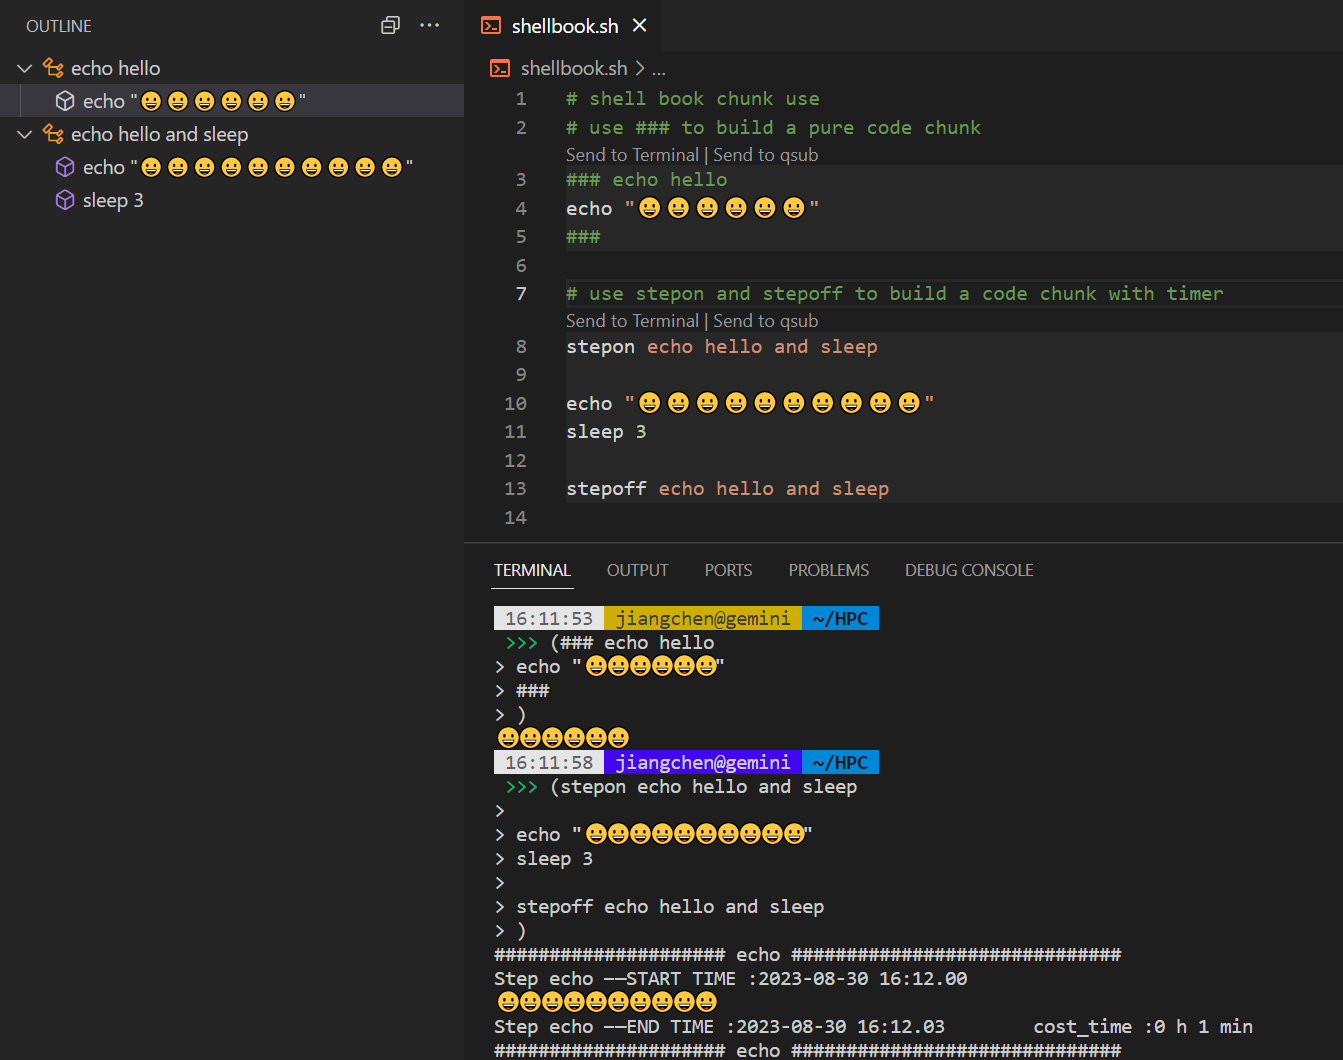 OUTLINE
echo hello
echo "😀😀😀😀😀😀"
echo hello and sleep
echo "😀😀😀😀😀😀😀😀😀😀"
sleep 3
shellbook.sh
shellbook.sh > ...
1 # shell book chunk use
2 # use ### to build a pure code chunk
Send to Terminal | Send to qsub
3 ### echo hello
4 echo "😀😀😀😀😀😀"
5 ###
6
7 # use stepon and stepoff to build a code chunk with timer
Send to Terminal | Send to qsub
8 stepon echo hello and sleep
9
10 echo "😀😀😀😀😀😀😀😀😀😀"
11 sleep 3
12
13 stepoff echo hello and sleep
14
TERMINAL OUTPUT PORTS PROBLEMS DEBUG CONSOLE
16:11:53 jiangchen@gemini ~/HPC
>>> (### echo hello
> echo "😀😀😀😀😀😀"
> ###
> )
😀😀😀😀😀😀
16:11:58 jiangchen@gemini ~/HPC
>>> (stepon echo hello and sleep
>
> echo "😀😀😀😀😀😀😀😀😀😀"
> sleep 3
>
> stepoff echo hello and sleep
> )
##################### echo ##############################
Step echo ——START TIME :2023-08-30 16:12.00
😀😀😀😀😀😀😀😀😀😀
Step echo ——END TIME :2023-08-30 16:12.03 cost_time :0 h 1 min
##################### echo ##############################